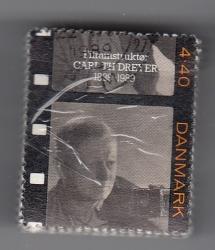 Filminstruktør
CARL TH DREYER
1889-1989
4.40
DANMARK